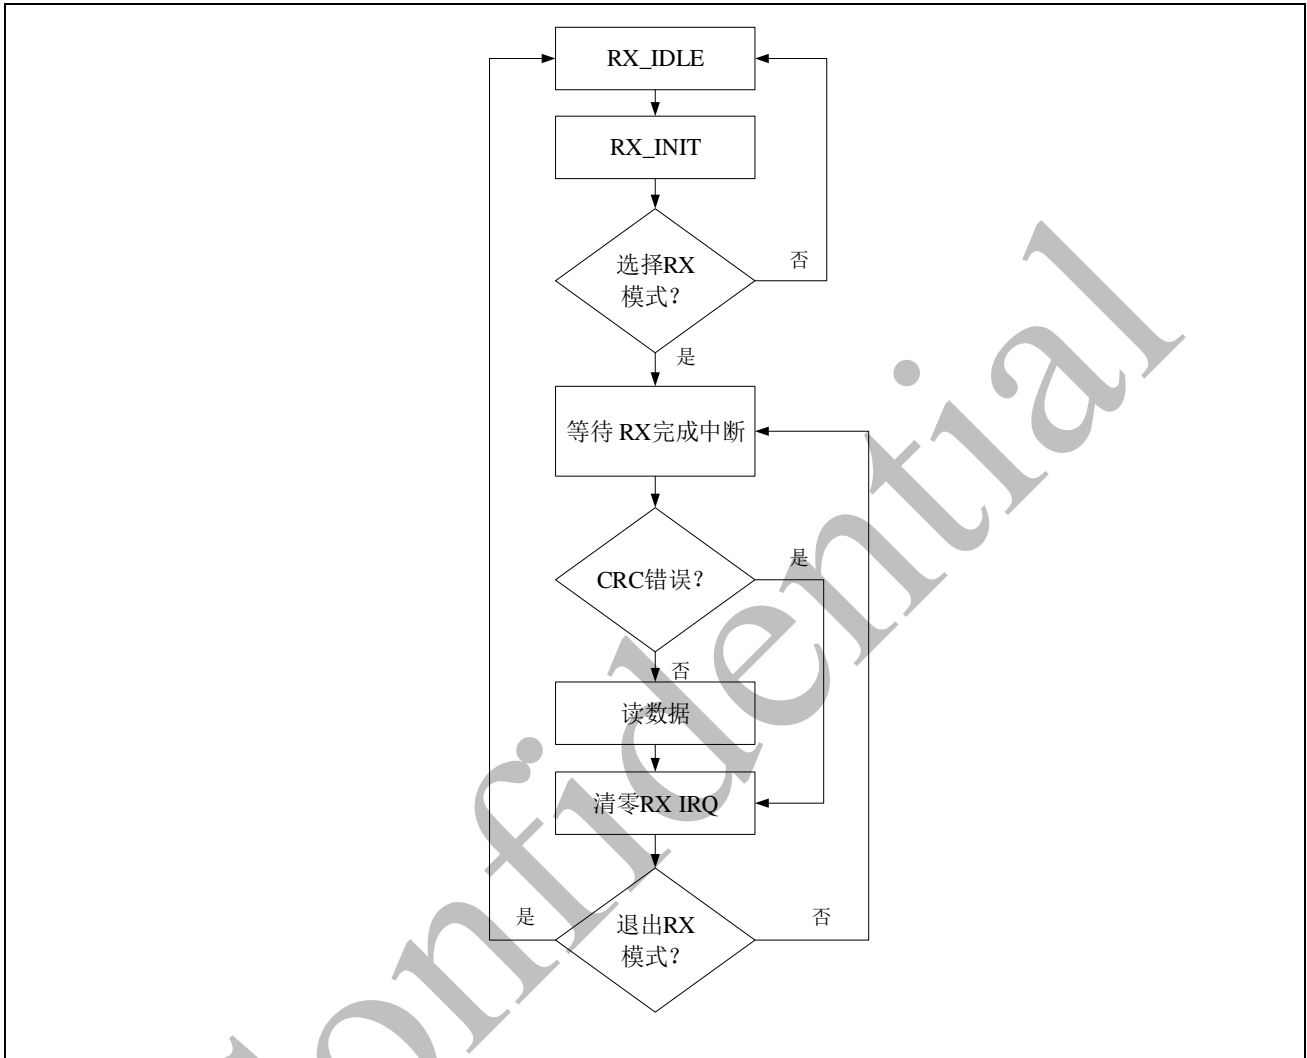 RX_IDLE
RX_INIT
选择RX
模式?
否
是
等待 RX完成中断
CRC错误?
是
否
读数据
清零RX IRQ
退出RX
模式?
是
否
onfidential